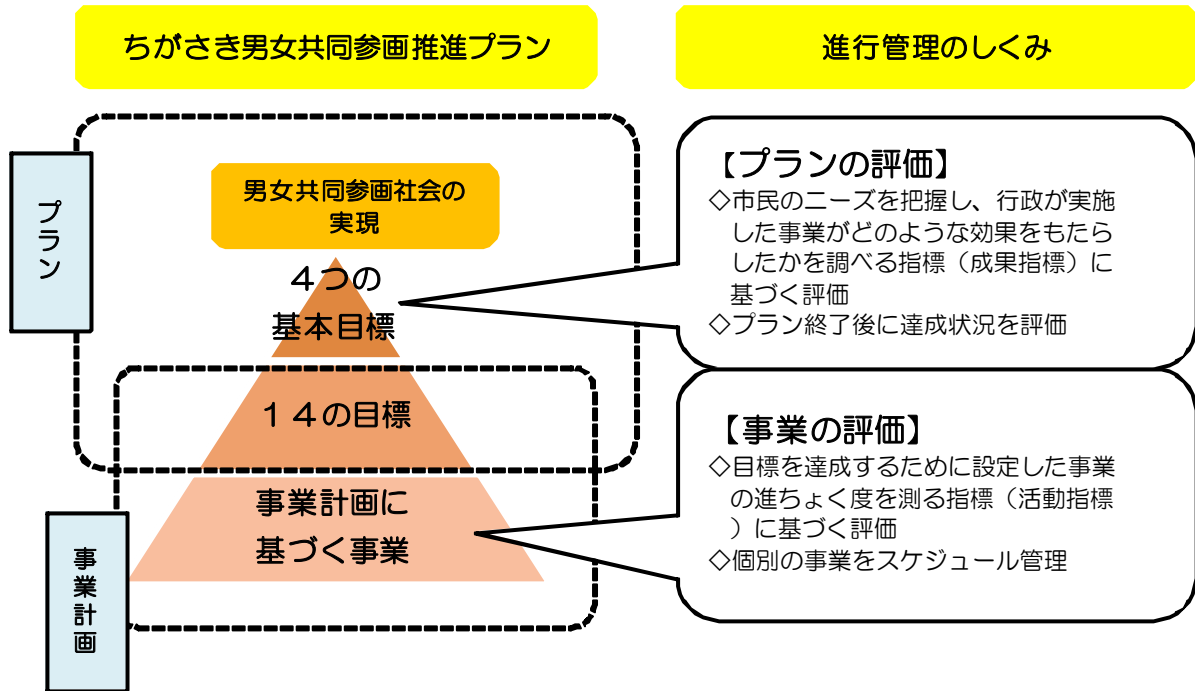 ちがさき男女共同参画推進プラン
進行管理のしくみ
プラン
男女共同参画社会の
実現
４つの
基本目標
１４の目標
事業計画に
基づく事業
事業計画
【プランの評価】
◇市民のニーズを把握し、行政が実施
した事業がどのような効果をもたら
したかを調べる指標（成果指標）に
基づく評価
◇プラン終了後に達成状況を評価
【事業の評価】
◇目標を達成するために設定した事業
の進ちょく度を測る指標（活動指標
）に基づく評価
◇個別の事業をスケジュール管理